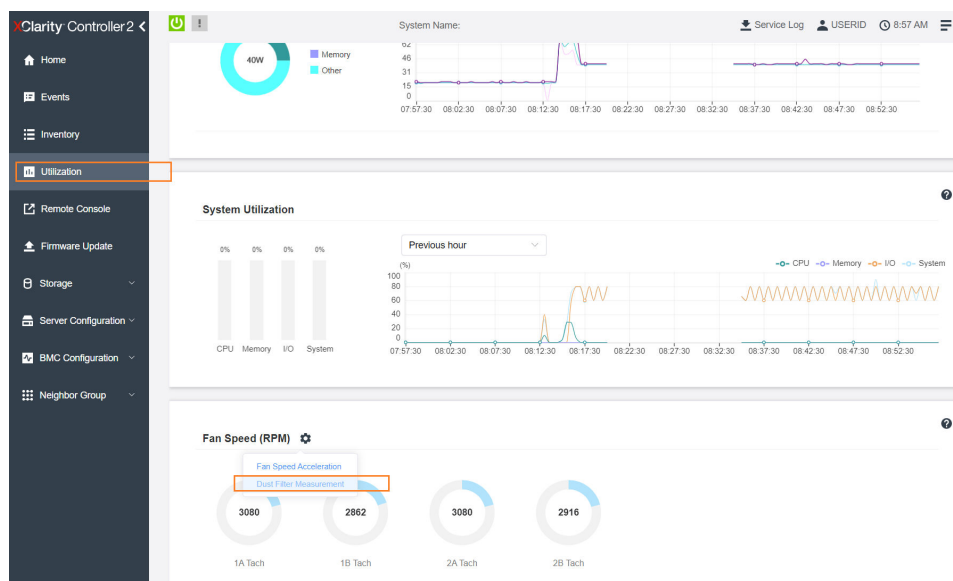 XClarity Controller 2
System Name:
Service Log
USERID
8:57 AM
Home
Events
Inventory
Utilization
Remote Console
Firmware Update
Storage
Server Configuration
BMC Configuration
Neighbor Group
40W
Memory
Other
62
46
31
15
0
07:57:30 08:02:30 08:07:30 08:12:30 08:17:30 08:22:30 08:27:30 08:32:30 08:37:30 08:42:30 08:47:30 08:52:30
System Utilization
0% 0% 0% 0%
CPU Memory I/O System
Previous hour
CPU Memory I/O System
(%)
100
80
60
40
20
0
07:57:30 08:02:30 08:07:30 08:12:30 08:17:30 08:22:30 08:27:30 08:32:30 08:37:30 08:42:30 08:47:30 08:52:30
Fan Speed (RPM)
Fan Speed Acceleration
Dust Filter Measurement
3080 2862 3080 2916
1A Tach 1B Tach 2A Tach 2B Tach